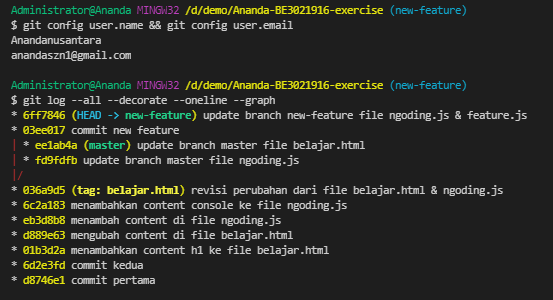 Administrator@Ananda MINGW32 /d/demo/Ananda-BE3021916-exercise (new-feature)
$ git config user.name && git config user.email
Anandanusantara
anandaszn1@gmail.com
Administrator@Ananda MINGW32 /d/demo/Ananda-BE3021916-exercise (new-feature)
$ git log --all --decorate --oneline --graph
* 6ff7846 (HEAD -> new-feature) update branch new-feature file ngoding.js & feature.js
* 03ee017 commit new feature
| * ee1ab4a (master) update branch master file belajar.html
| * fd9fdfb update branch master file ngoding.js
|/
* 036a9d5 (tag: belajar.html) revisi perubahan dari file belajar.html & ngoding.js
* 6c2a183 menambahkan content console ke file ngoding.js
* eb3d8b8 menambah content di file ngoding.js
* d889e63 mengubah content di file belajar.html
* 01b3d2a menambahkan content h1 ke file belajar.html
* 6d2e3fd commit kedua
* d8746e1 commit pertama